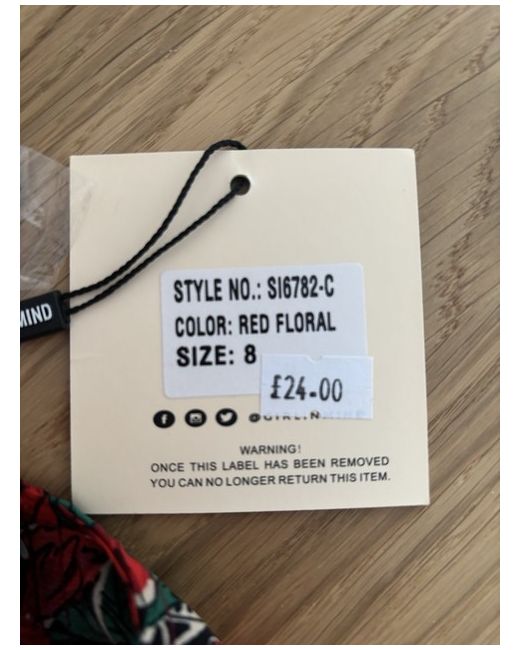 MIND
STYLE NO.: SI6782-C
COLOR: RED FLORAL
SIZE: 8
£24-00
WARNING!
ONCE THIS LABEL HAS BEEN REMOVED
YOU CAN NO LONGER RETURN THIS ITEM.